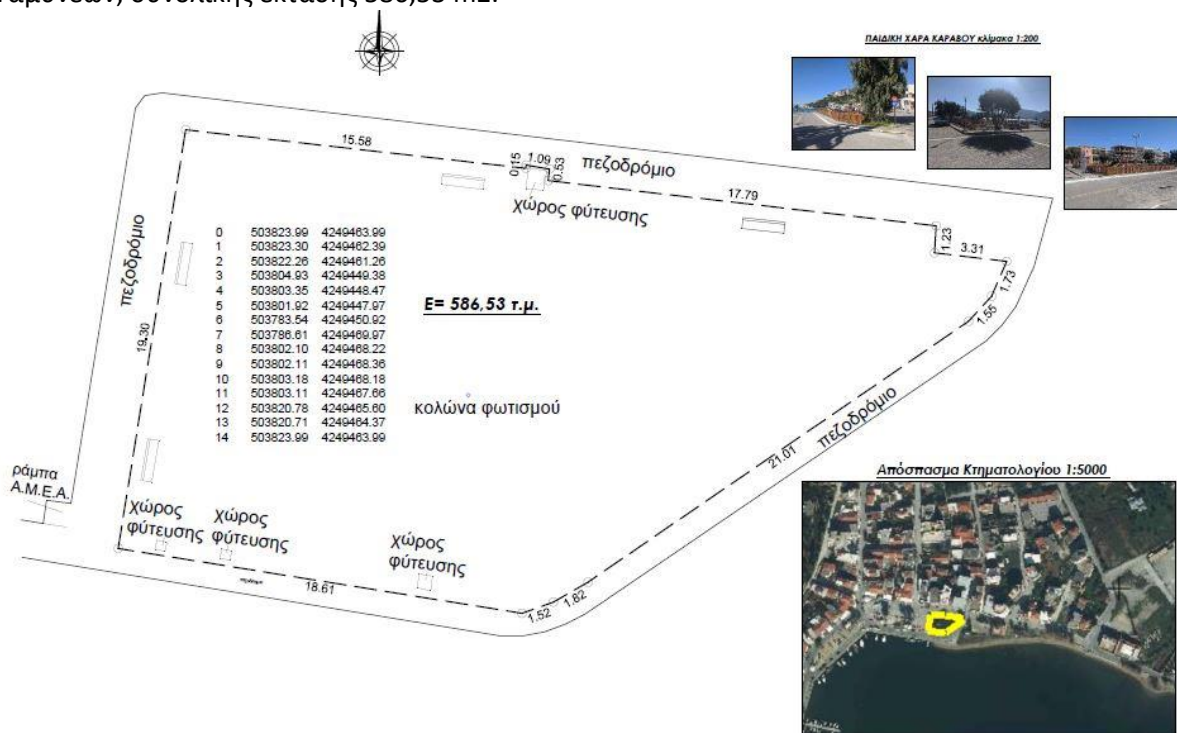 συνολικής έκτασης 586,53 m2.
ΠΑΙΔΙΚΗ ΧΑΡΑ ΚΑΡΑΒΟΥ κλίμακα 1:200
15.58
0.15
1.09
0.53
πεζοδρόμιο
17.79
χώρος φύτευσης
1.23
3.31
1.73
1.55
πεζοδρόμιο
19.30
0 503823.99 4249463.99
1 503823.30 4249462.39
2 503822.26 4249461.26
3 503804.93 4249449.38
4 503803.35 4249448.47
5 503801.92 4249447.97
6 503783.54 4249450.92
7 503786.61 4249469.97
8 503802.10 4249468.22
9 503802.11 4249468.36
10 503803.18 4249468.18
11 503803.11 4249467.66
12 503820.78 4249465.60
13 503820.71 4249464.37
14 503823.99 4249463.99
Ε= 586,53 τ.μ.
κολώνα φωτισμού
πεζοδρόμιο
21.01
ράμπα
Α.Μ.Ε.Α.
χώρος
φύτευσης
χώρος
φύτευσης
χώρος
φύτευσης
18.61
1.52
1.82
Απόσπασμα Κτηματολογίου 1:5000